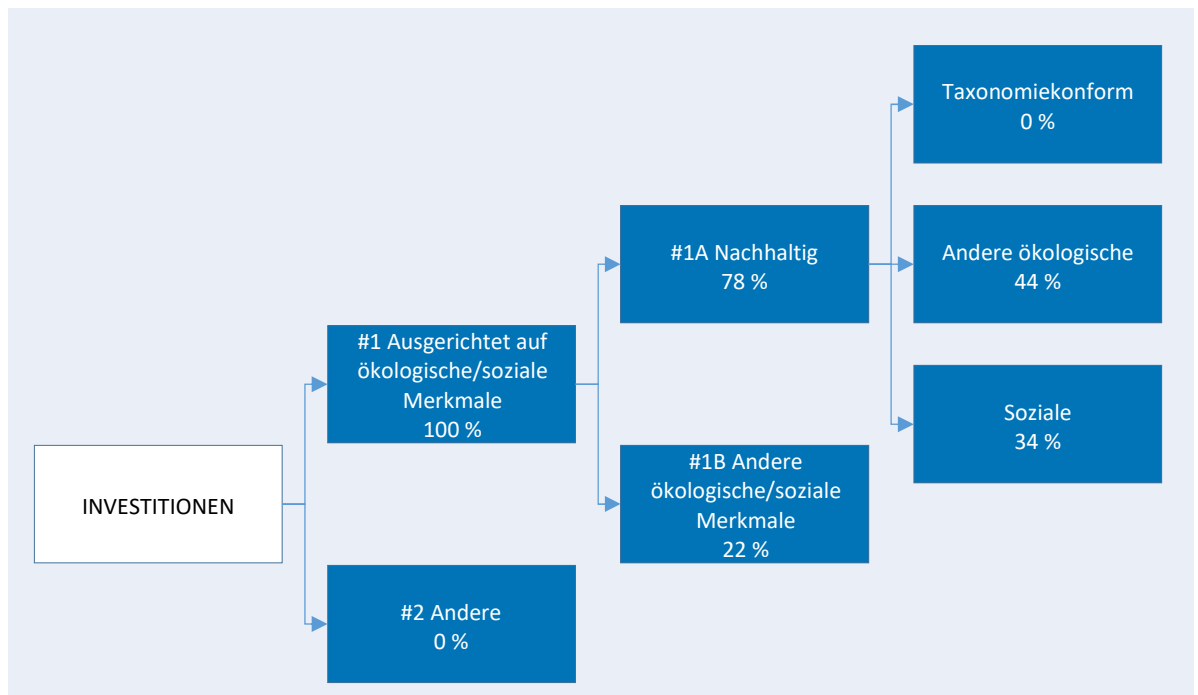 INVESTITIONEN
#1 Ausgerichtet auf
ökologische/soziale
Merkmale
100 %
#2 Andere
0 %
#1A Nachhaltig
78 %
#1B Andere
ökologische/soziale
Merkmale
22 %
Taxonomiekonform
0 %
Andere ökologische
44 %
Soziale
34 %